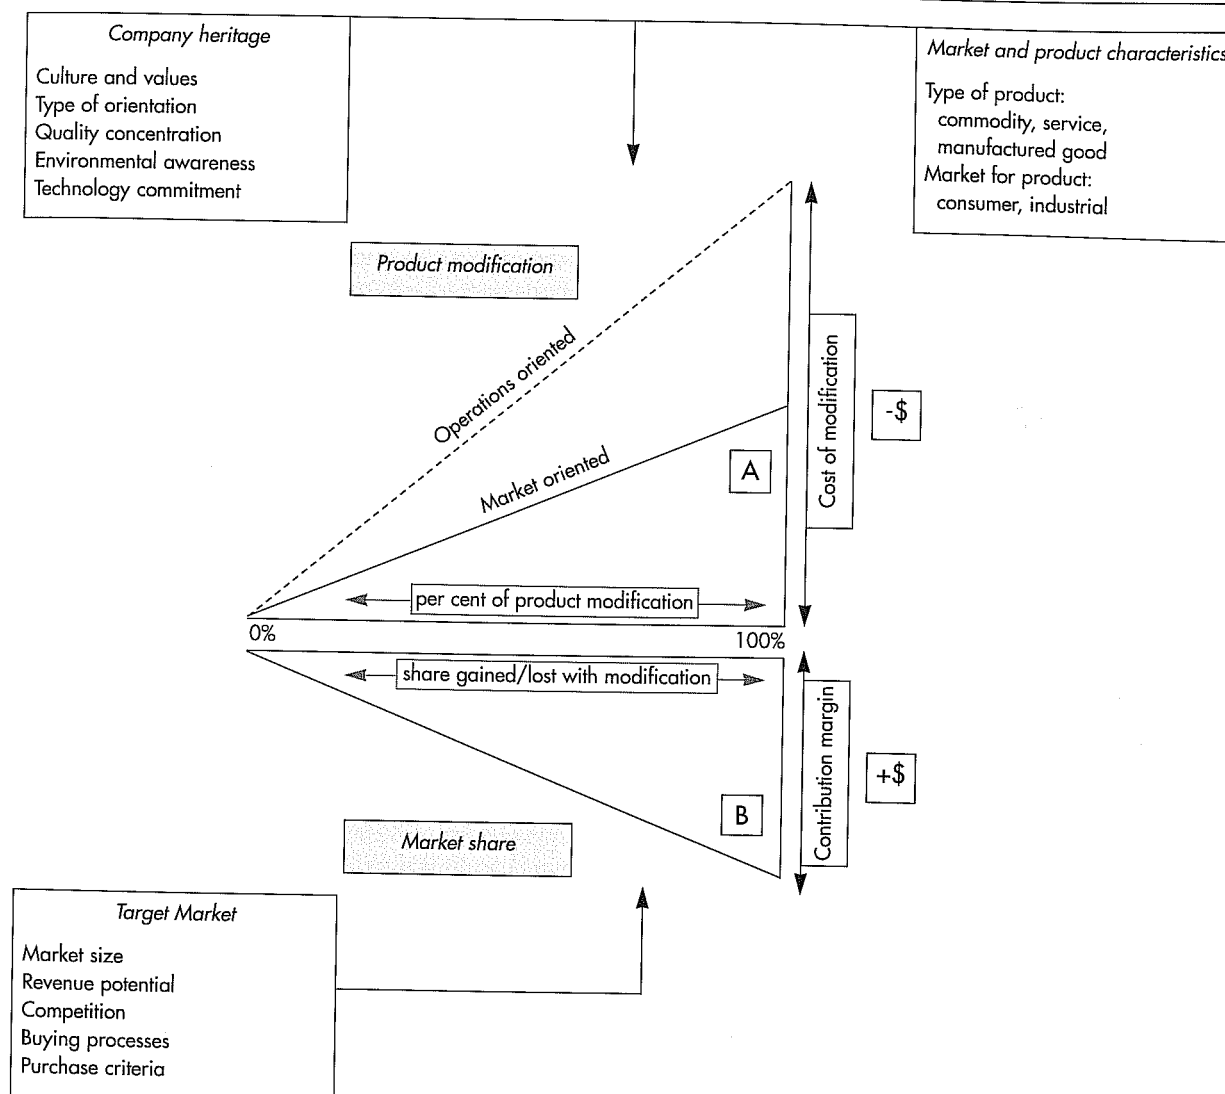 Company heritage
Culture and values
Type of orientation
Quality concentration
Environmental awareness
Technology commitment
Market and product characteristics
Type of product:
commodity, service,
manufactured good
Market for product:
consumer, industrial
Product modification
Operations oriented
Market oriented
A
Cost of modification
-$
per cent of product modification
0%
100%
share gained/lost with modification
B
Contribution margin
+$
Market share
Target Market
Market size
Revenue potential
Competition
Buying processes
Purchase criteria